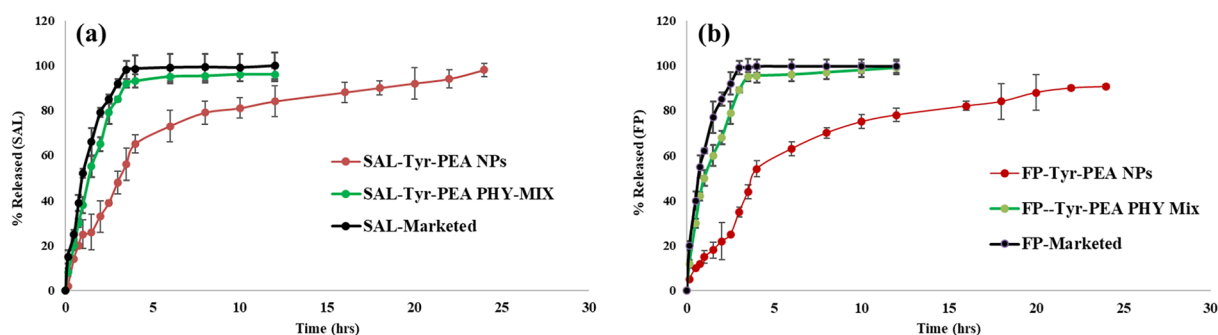 (a)
120
100
80
60
40
20
0
% Released (SAL)
SAL-Tyr-PEA NPs
SAL-Tyr-PEA PHY-MIX
SAL-Marketed
0 5 10 15 20 25 30
Time (hrs)
(b)
120
100
80
60
40
20
0
% Released (FP)
FP-Tyr-PEA NPs
FP--Tyr-PEA PHY Mix
FP-Marketed
0 5 10 15 20 25 30
Time (hrs)